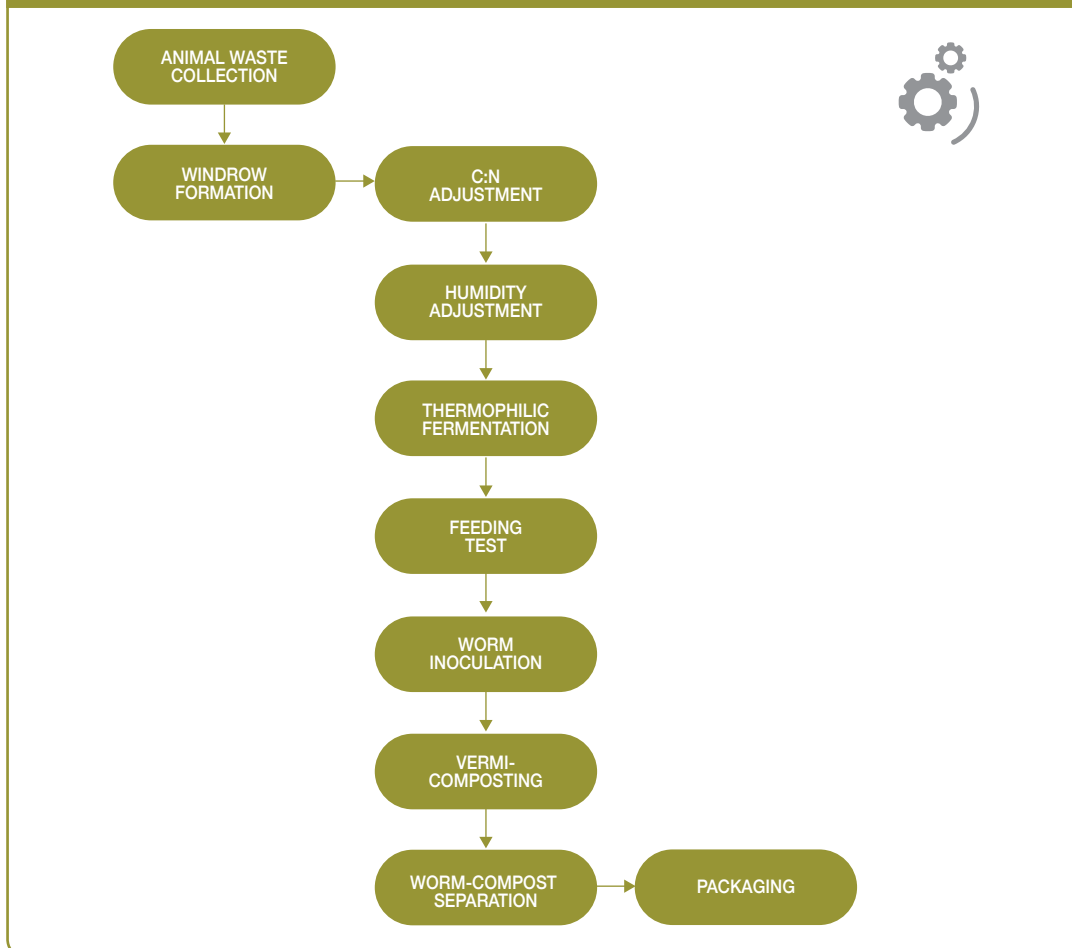 ANIMAL WASTE
COLLECTION
WINDROW
FORMATION
C:N
ADJUSTMENT
HUMIDITY
ADJUSTMENT
THERMOPHILIC
FERMENTATION
FEEDING
TEST
WORM
INOCULATION
VERMI-
COMPOSTING
WORM-COMPOST
SEPARATION
PACKAGING